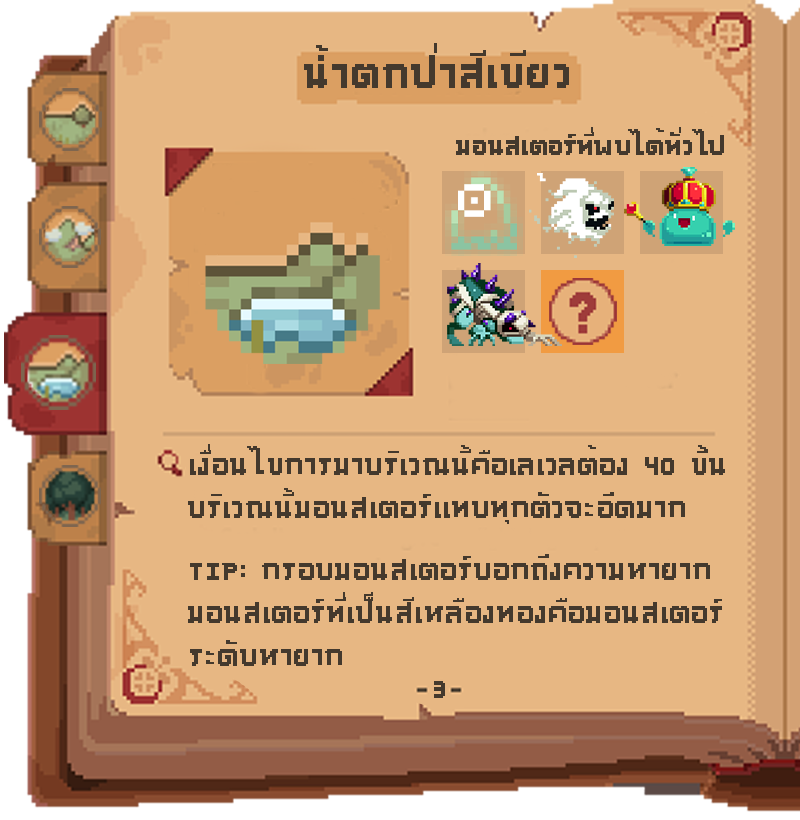 น้ำตกป่าสีเขียว
มอนสเตอร์ที่พบได้ทั่วไป
?
เงื่อนไขการมาบริเวณนี้คือเลเวลต้อง 40 ขึ้น
บริเวณนี้มอนสเตอร์แทบทุกตัวจะอึดมาก
TIP: กรอบมอนสเตอร์บอกถึงความหายาก
มอนสเตอร์ที่เป็นสีเหลืองทองคือมอนสเตอร์
ระดับหายาก
-3-